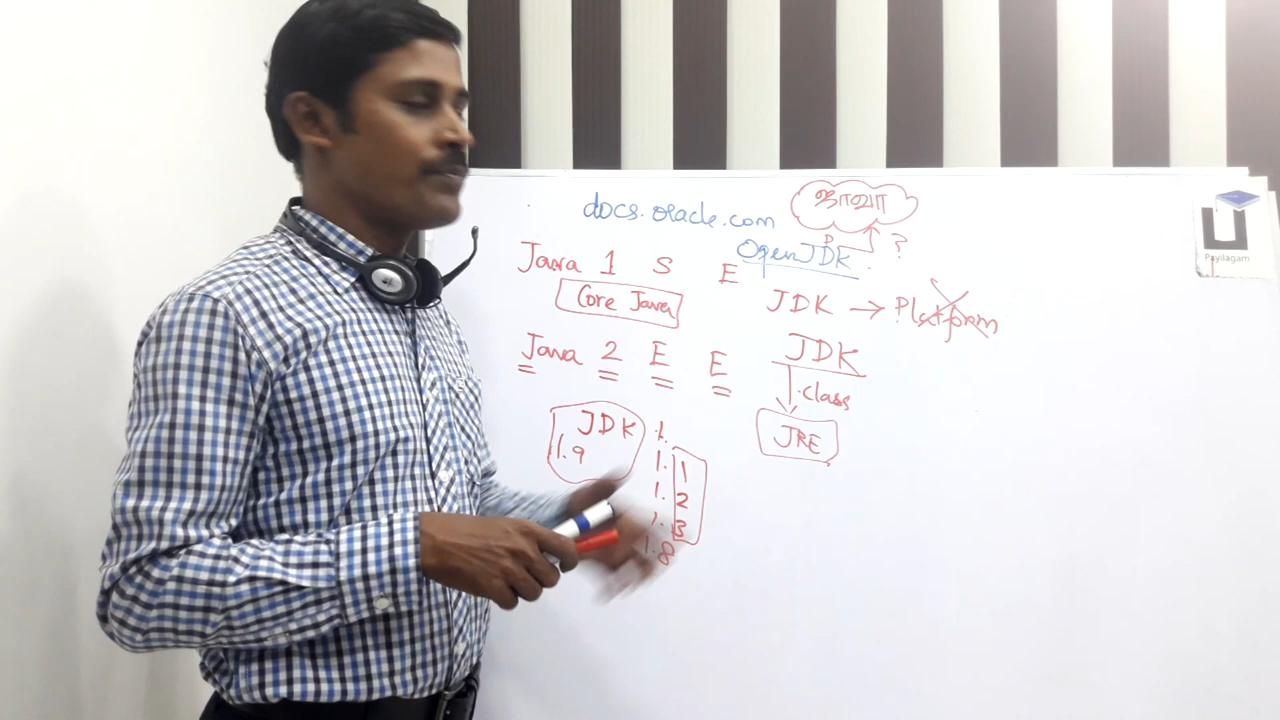 docs.oracle.com
ஜாவா
P
?
OpenJDK.
Java 1 S E
Core Java
JDK → Platform
Java 2 E E
JDK
.class
JRE
JDK
1.9
1.
1. 1
1. 2
1. 3
1.8
Payilagam